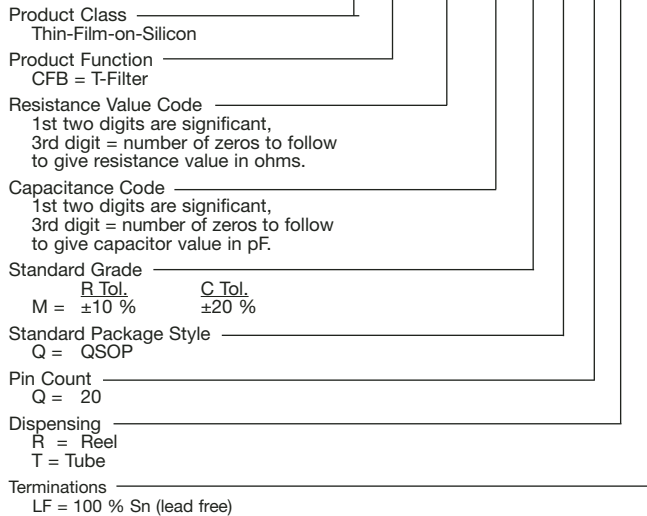 Product Class
Thin-Film-on-Silicon
Product Function
CFB = T-Filter
Resistance Value Code
1st two digits are significant,
3rd digit = number of zeros to follow
to give resistance value in ohms.
Capacitance Code
1st two digits are significant,
3rd digit = number of zeros to follow
to give capacitor value in pF.
Standard Grade
R Tol. C Tol.
M = ±10 % ±20 %
Standard Package Style
Q = QSOP
Pin Count
Q = 20
Dispensing
R = Reel
T = Tube
Terminations
LF = 100 % Sn (lead free)